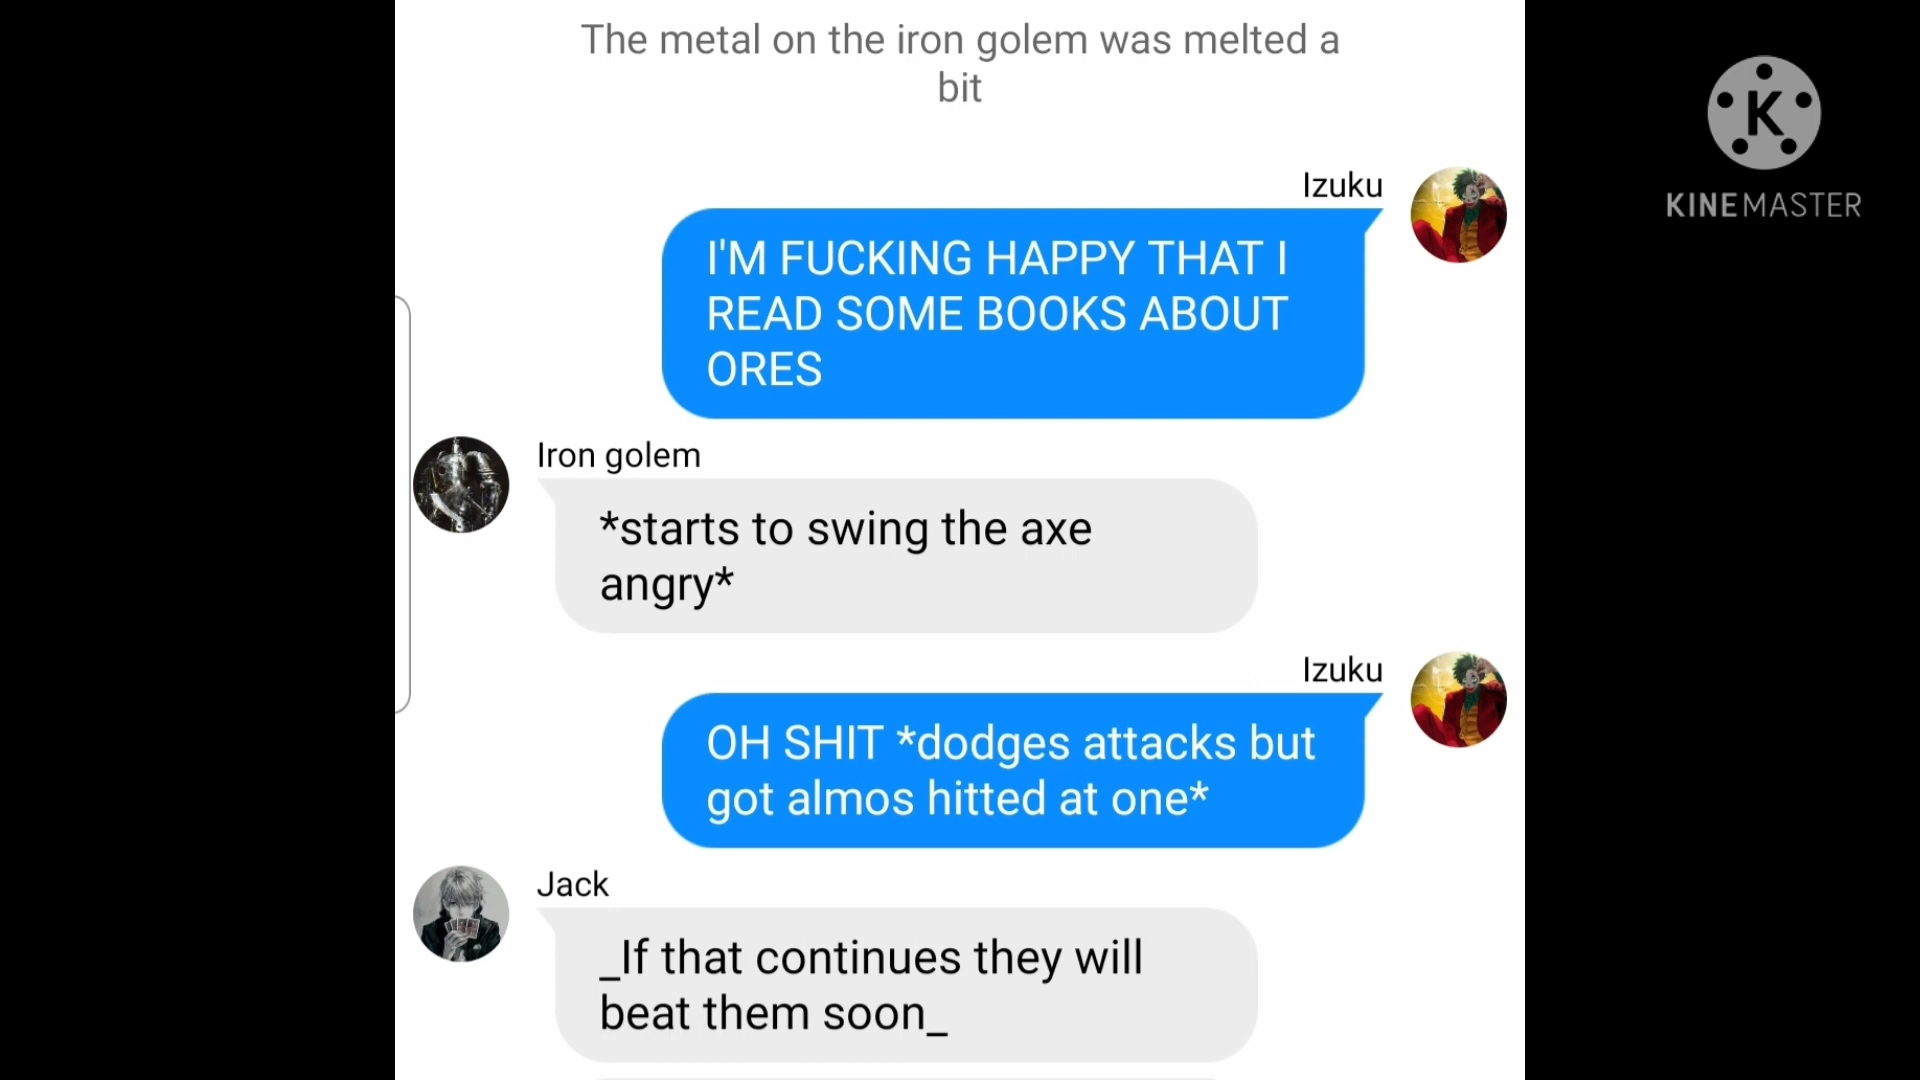 The metal on the iron golem was melted a
bit
K
KINEMASTER
Izuku
I'M FUCKING HAPPY THAT I
READ SOME BOOKS ABOUT
ORES
Iron golem
*starts to swing the axe
angry*
Izuku
OH SHIT *dodges attacks but
got almos hitted at one*
Jack
_If that continues they will
beat them soon_